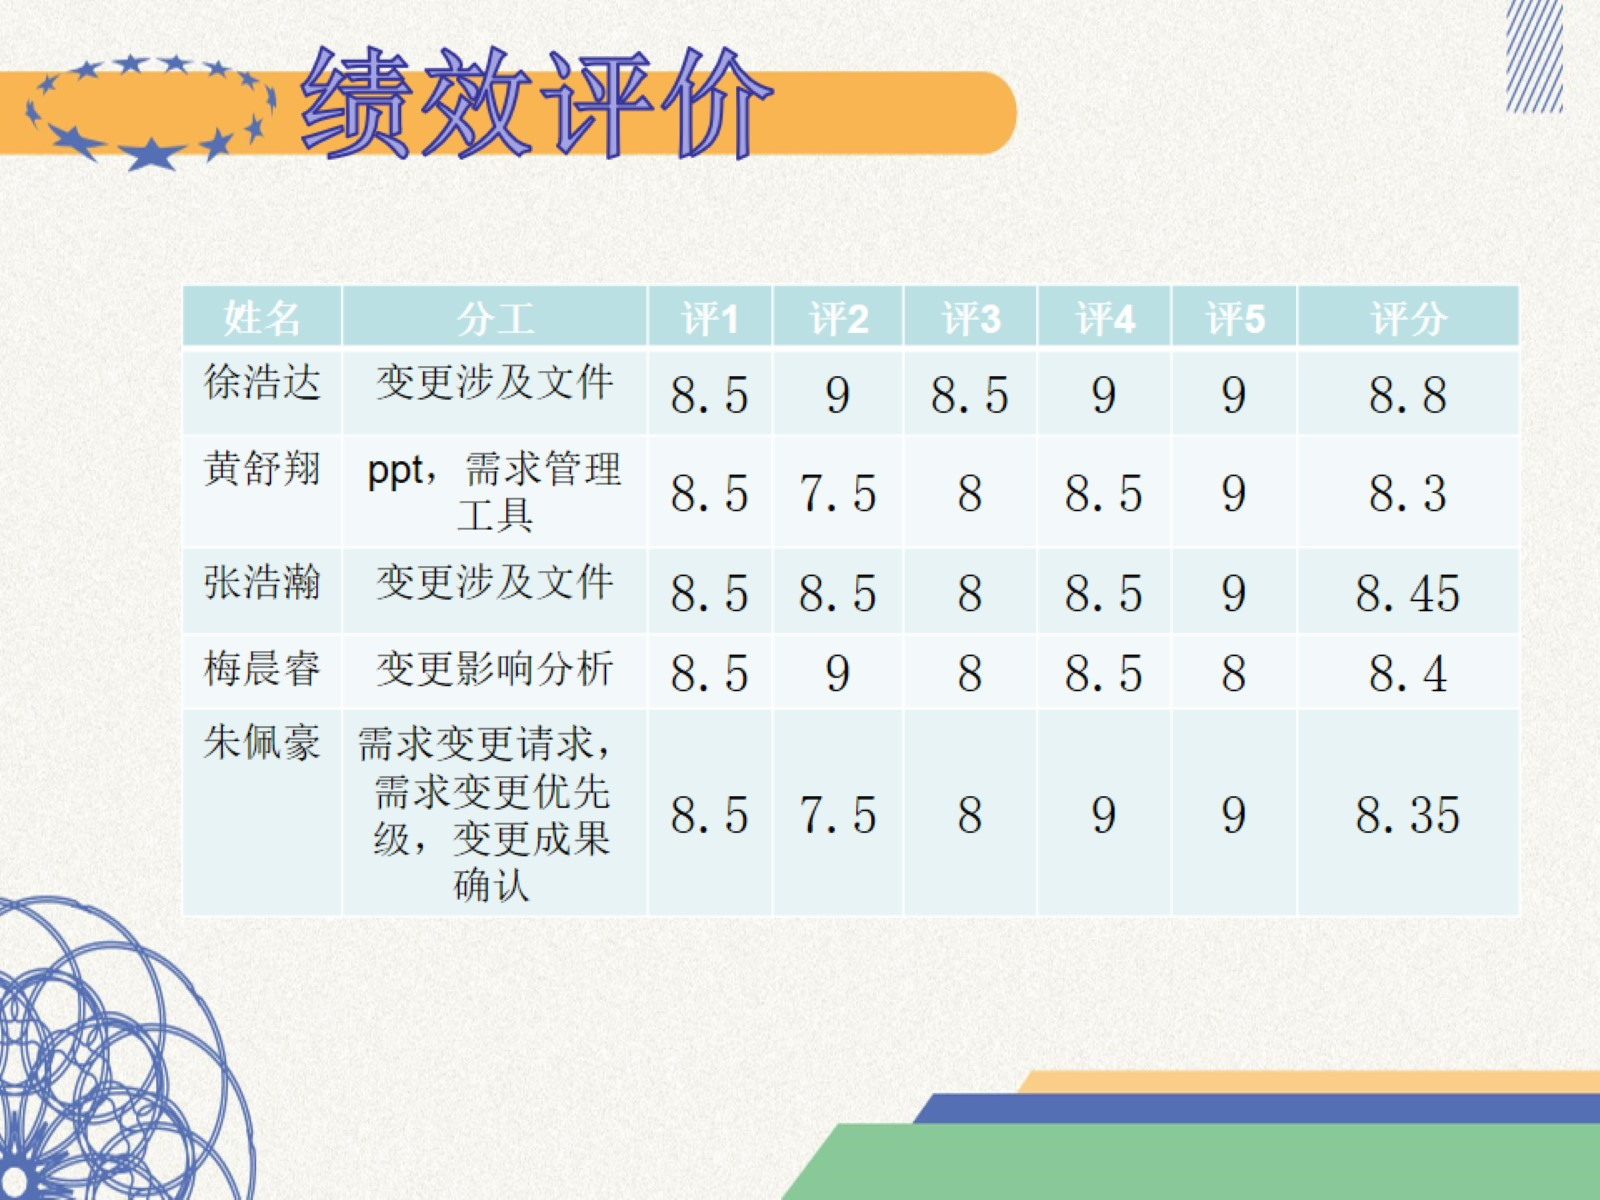 绩效评价
姓名 分工 评1 评2 评3 评4 评5 评分
徐浩达 变更涉及文件 8.5 9 8.5 9 9 8.8
黄舒翔 ppt，需求管理
工具 8.5 7.5 8 8.5 9 8.3
张浩瀚 变更涉及文件 8.5 8.5 8 8.5 9 8.45
梅晨睿 变更影响分析 8.5 9 8 8.5 8 8.4
朱佩豪 需求变更请求，
需求变更优先
级，变更成果
确认 8.5 7.5 8 9 9 8.35